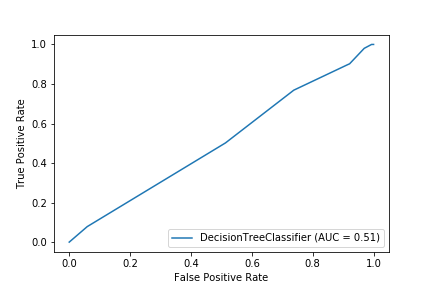 1.0
0.8
0.6
0.4
0.2
0.0
True Positive Rate
DecisionTreeClassifier (AUC = 0.51)
0.0 0.2 0.4 0.6 0.8 1.0
False Positive Rate